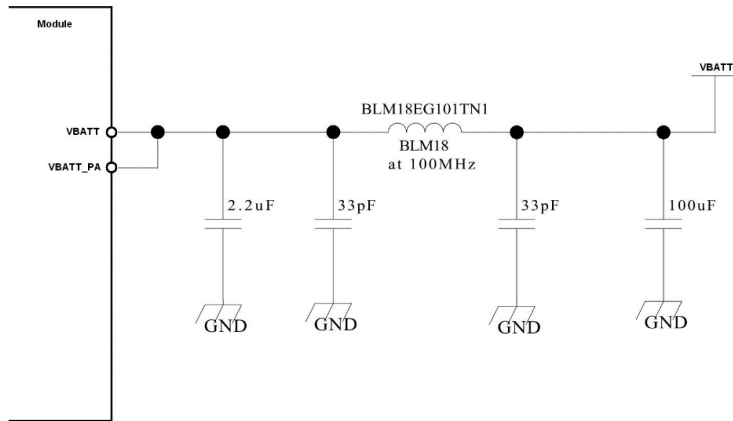 Module
VBATT
BLM18EG101TN1
VBATT
BLM18
at 100MHz
VBATT_PA
2.2uF
33pF
33pF
100uF
GND
GND
GND
GND